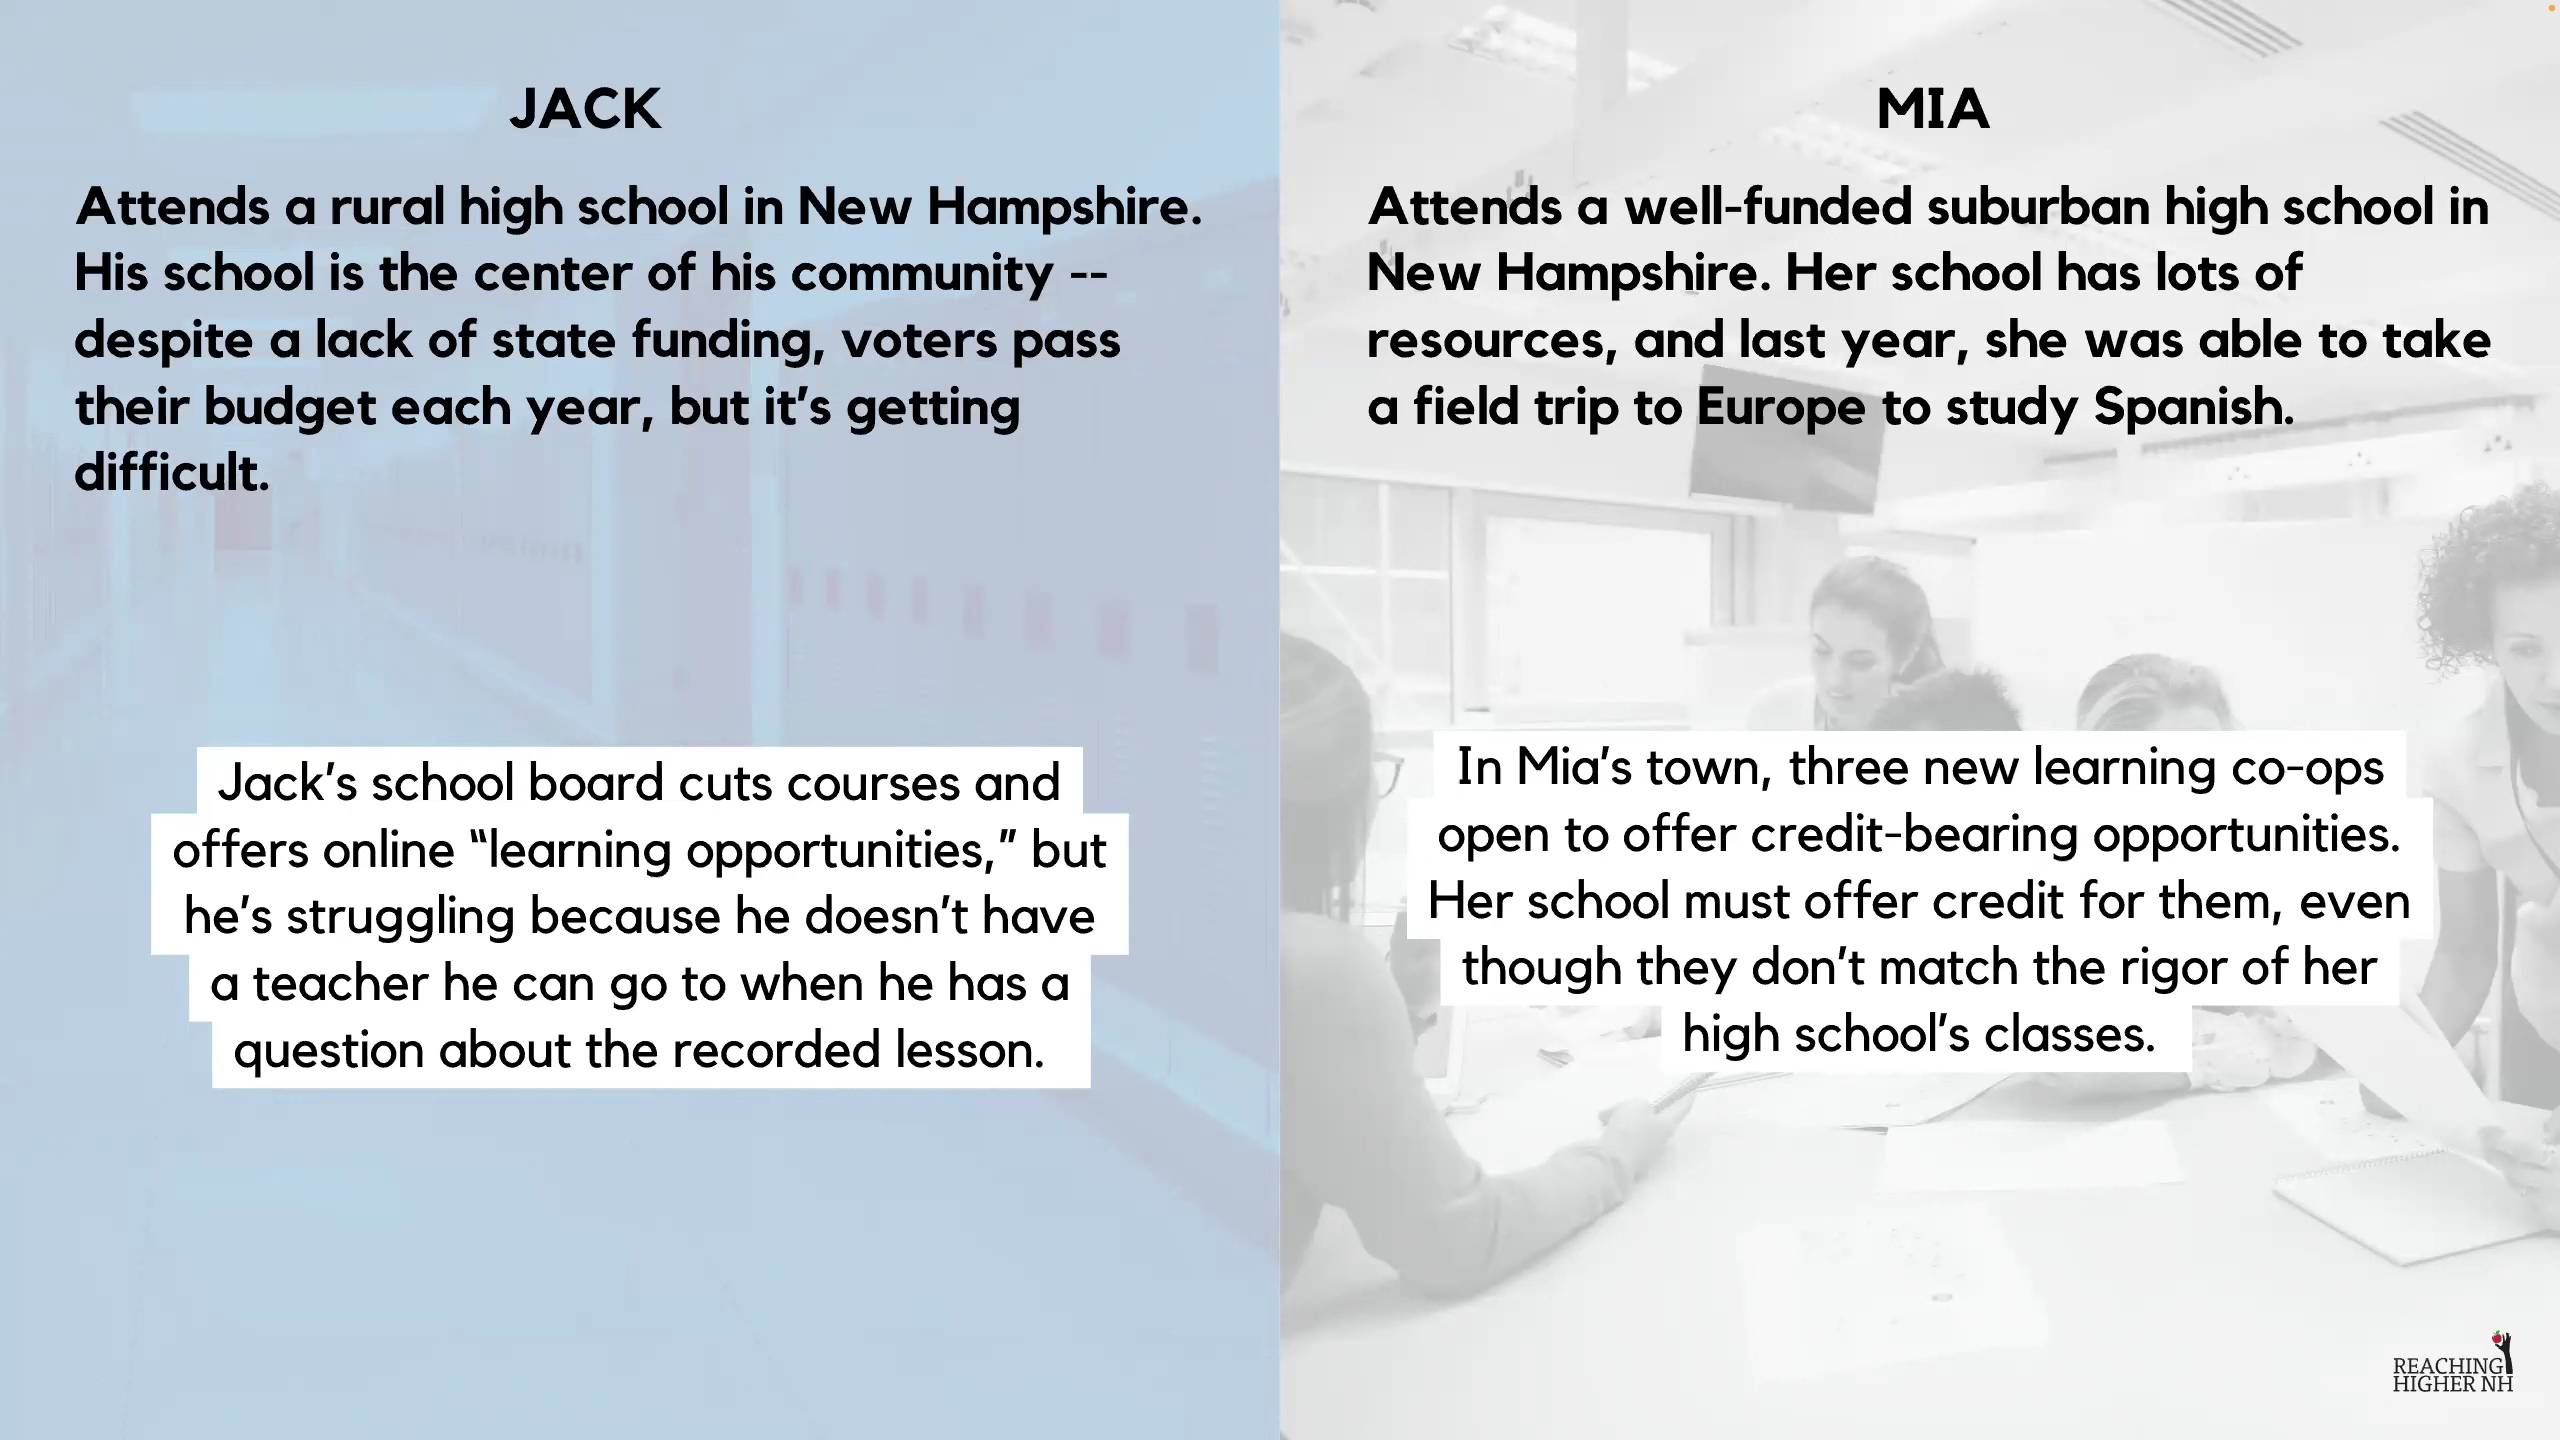 JACK
Attends a rural high school in New Hampshire.
His school is the center of his community --
despite a lack of state funding, voters pass
their budget each year, but it’s getting
difficult.
Jack’s school board cuts courses and
offers online “learning opportunities,” but
he’s struggling because he doesn’t have
a teacher he can go to when he has a
question about the recorded lesson.
MIA
Attends a well-funded suburban high school in
New Hampshire. Her school has lots of
resources, and last year, she was able to take
a field trip to Europe to study Spanish.
In Mia’s town, three new learning co-ops
open to offer credit-bearing opportunities.
Her school must offer credit for them, even
though they don’t match the rigor of her
high school’s classes.
REACHING
HIGHER NH